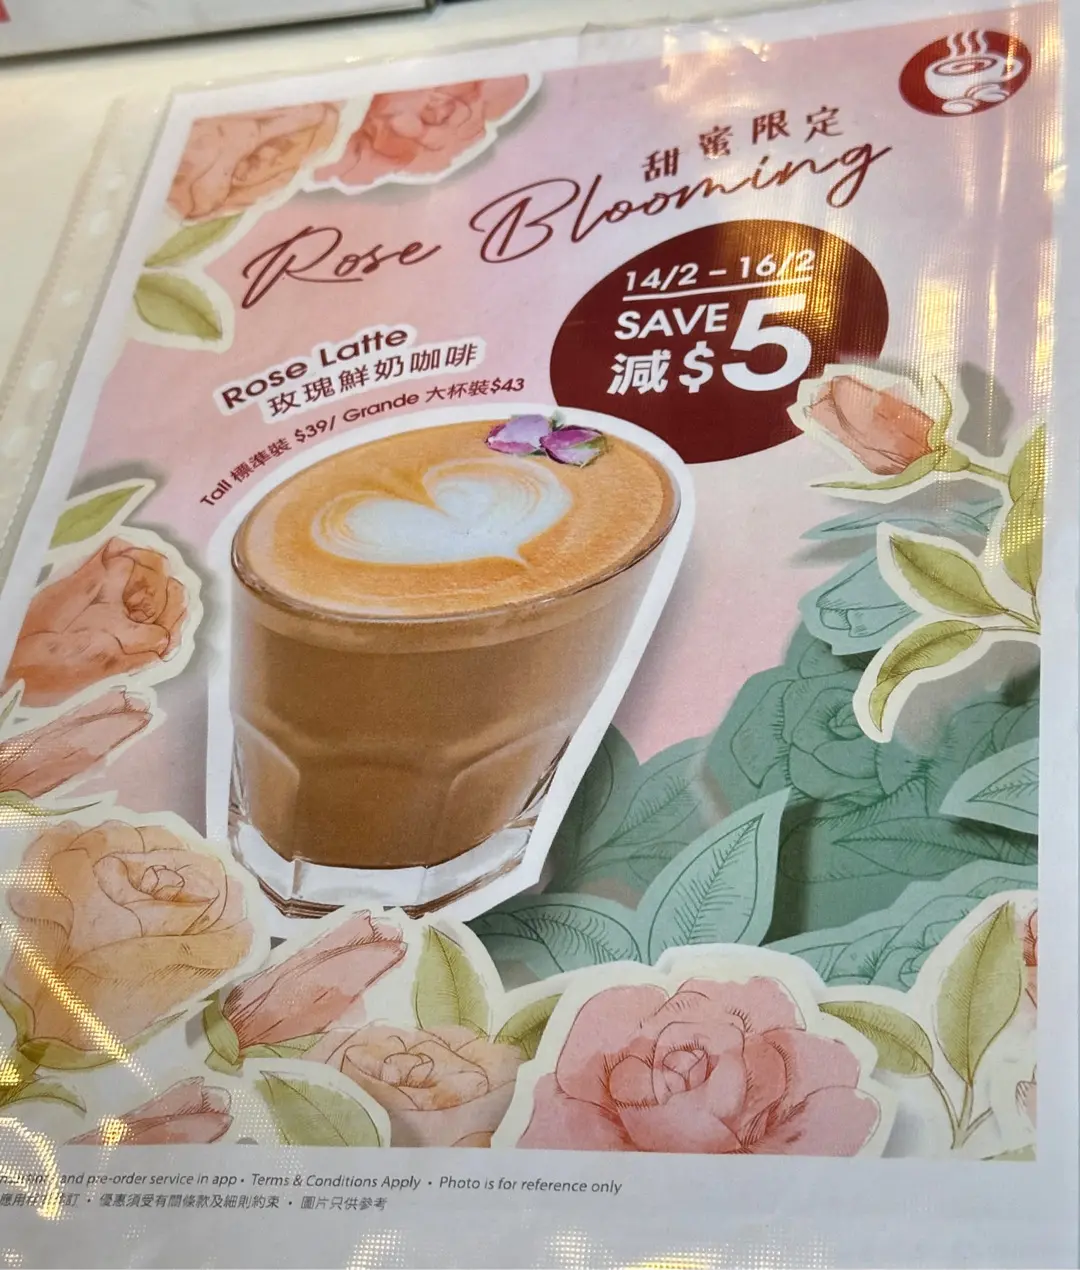 甜蜜限定
Rose Blooming
14/2 – 16/2
SAVE
減$5
Rose Latte
玫瑰鮮奶咖啡
Tall 標準裝 $39/ Grande 大杯裝$43
and pre-order service in app • Terms & Conditions Apply • Photo is for reference only
應用 訂 • 優惠須受有關條款及細則約束 • 圖片只供參考